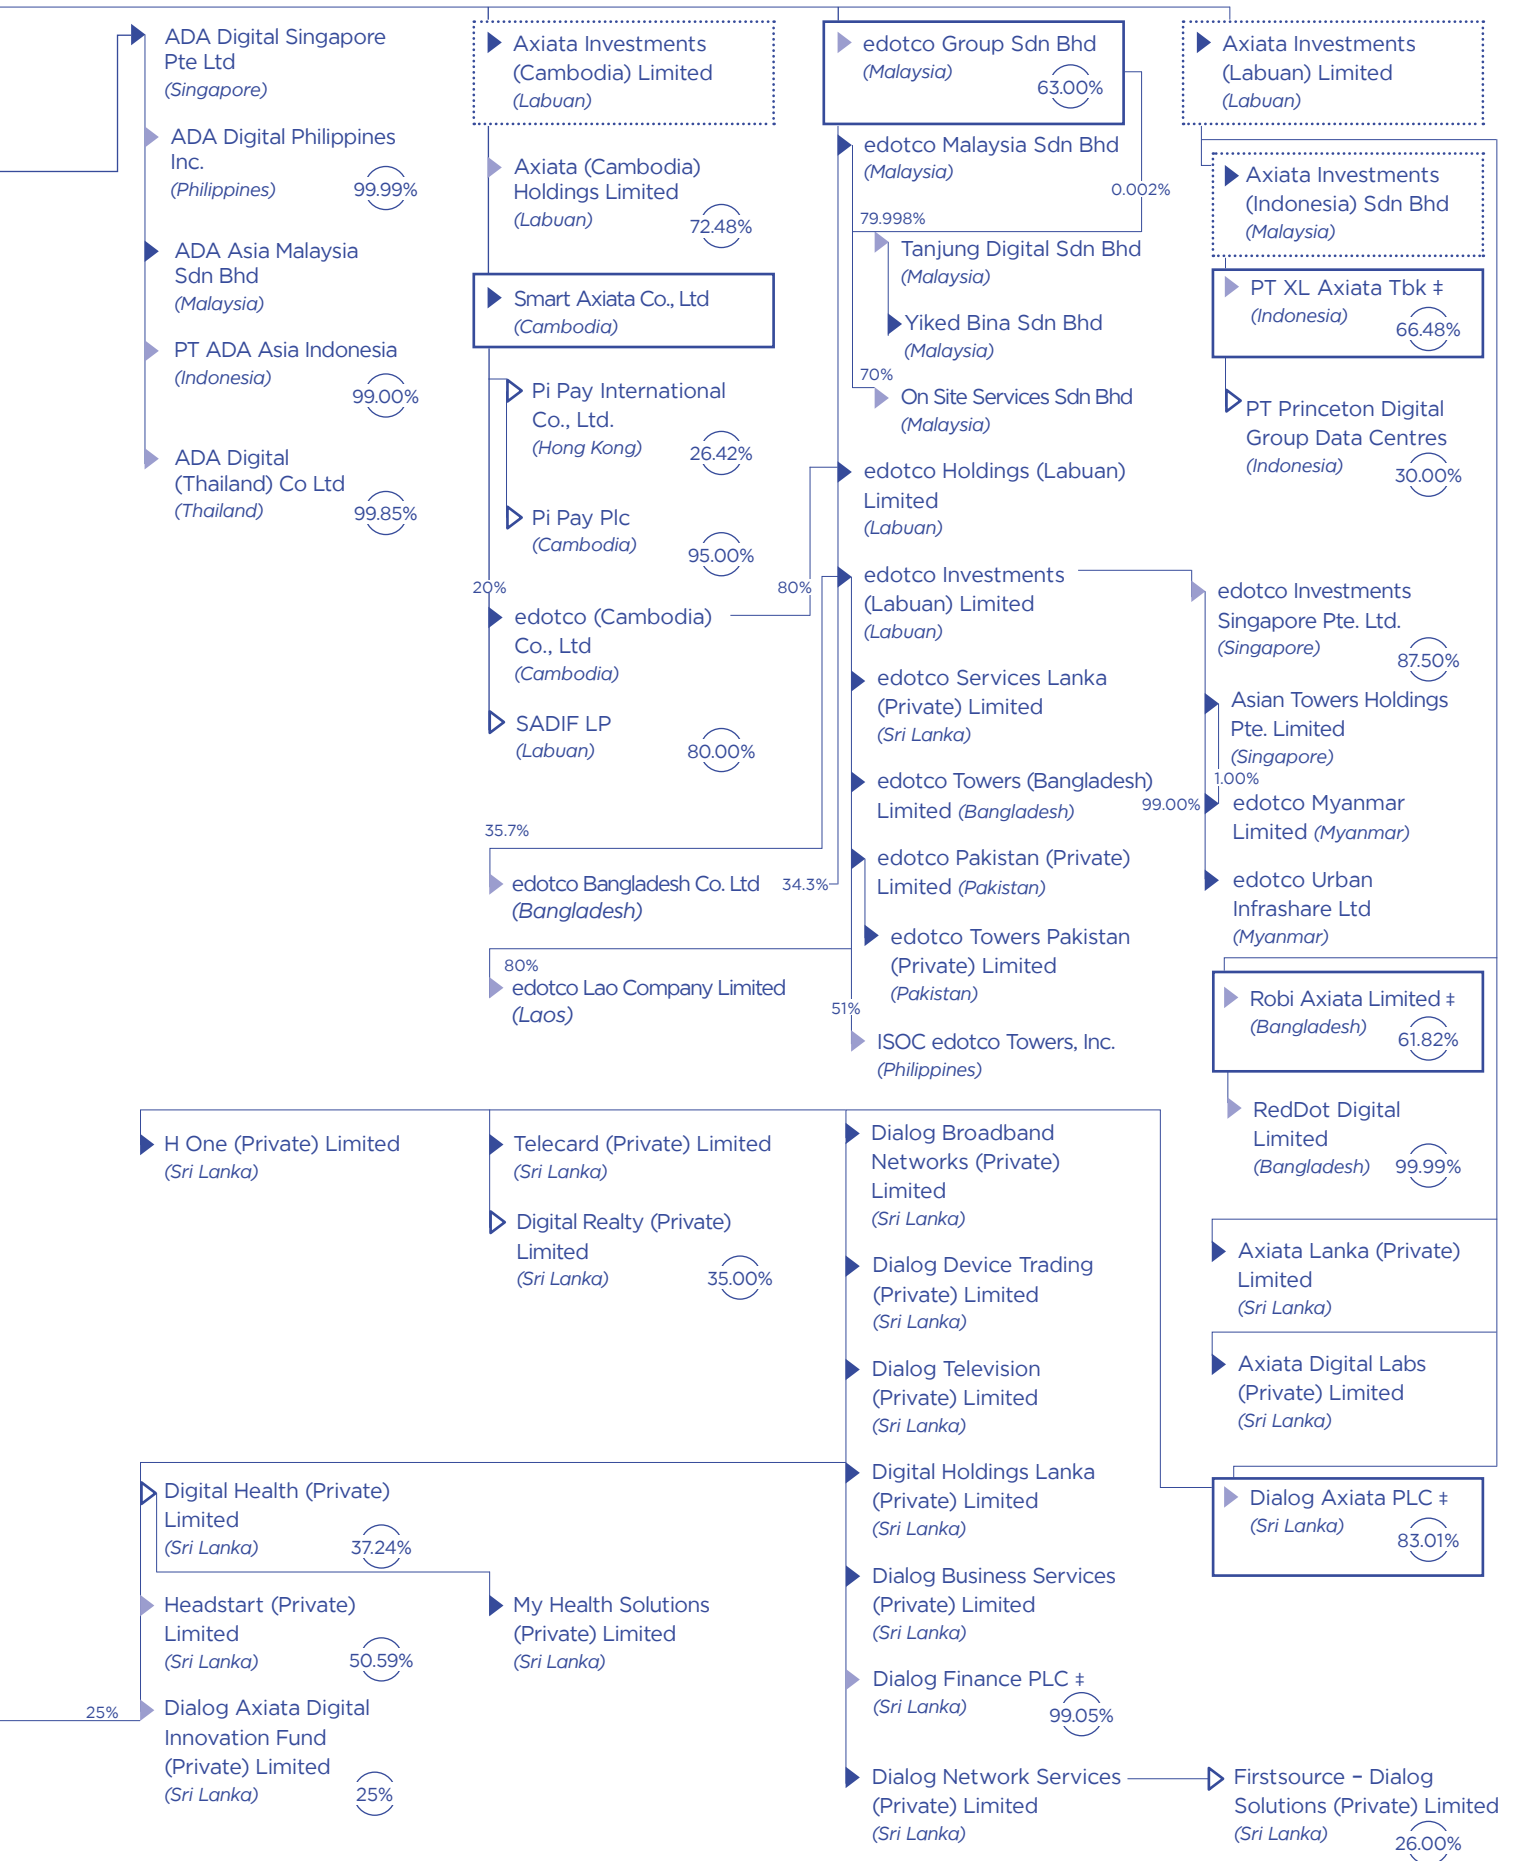 ADA Digital Singapore
Pte Ltd
(Singapore)
ADA Digital Philippines
Inc.
(Philippines)
99.99%
ADA Asia Malaysia
Sdn Bhd
(Malaysia)
PT ADA Asia Indonesia
(Indonesia)
99.00%
ADA Digital
(Thailand) Co Ltd
(Thailand)
99.85%
Axiata Investments
(Cambodia) Limited
(Labuan)
Axiata (Cambodia)
Holdings Limited
(Labuan)
72.48%
Smart Axiata Co., Ltd
(Cambodia)
Pi Pay International
Co., Ltd.
(Hong Kong)
26.42%
Pi Pay Plc
(Cambodia)
95.00%
20%
80%
edotco (Cambodia)
Co., Ltd
(Cambodia)
SADIF LP
(Labuan)
80.00%
35.7%
edotco Bangladesh Co. Ltd
(Bangladesh)
34.3%
80%
edotco Lao Company Limited
(Laos)
edotco Group Sdn Bhd
(Malaysia)
63.00%
edotco Malaysia Sdn Bhd
(Malaysia)
0.002%
79.998%
Tanjung Digital Sdn Bhd
(Malaysia)
Yiked Bina Sdn Bhd
(Malaysia)
70%
On Site Services Sdn Bhd
(Malaysia)
edotco Holdings (Labuan)
Limited
(Labuan)
edotco Investments
(Labuan) Limited
(Labuan)
edotco Services Lanka
(Private) Limited
(Sri Lanka)
edotco Towers (Bangladesh)
Limited (Bangladesh)
edotco Pakistan (Private)
Limited (Pakistan)
edotco Towers Pakistan
(Private) Limited
(Pakistan)
51%
ISOC edotco Towers, Inc.
(Philippines)
Axiata Investments
(Labuan) Limited
(Labuan)
Axiata Investments
(Indonesia) Sdn Bhd
(Malaysia)
PT XL Axiata Tbk ‡
(Indonesia)
66.48%
PT Princeton Digital
Group Data Centres
(Indonesia)
30.00%
edotco Investments
Singapore Pte. Ltd.
(Singapore)
87.50%
Asian Towers Holdings
Pte. Limited
(Singapore)
1.00%
99.00%
edotco Myanmar
Limited (Myanmar)
edotco Urban
Infrashare Ltd
(Myanmar)
Robi Axiata Limited ‡
(Bangladesh)
61.82%
RedDot Digital
Limited
(Bangladesh)
99.99%
Axiata Lanka (Private)
Limited
(Sri Lanka)
Axiata Digital Labs
(Private) Limited
(Sri Lanka)
Dialog Axiata PLC ‡
(Sri Lanka)
83.01%
H One (Private) Limited
(Sri Lanka)
Telecard (Private) Limited
(Sri Lanka)
Digital Realty (Private)
Limited
(Sri Lanka)
35.00%
Dialog Broadband
Networks (Private)
Limited
(Sri Lanka)
Dialog Device Trading
(Private) Limited
(Sri Lanka)
Dialog Television
(Private) Limited
(Sri Lanka)
Digital Holdings Lanka
(Private) Limited
(Sri Lanka)
Dialog Business Services
(Private) Limited
(Sri Lanka)
Dialog Finance PLC ‡
(Sri Lanka)
99.05%
Dialog Network Services
(Private) Limited
(Sri Lanka)
Firstsource – Dialog
Solutions (Private) Limited
(Sri Lanka)
26.00%
Digital Health (Private)
Limited
(Sri Lanka)
37.24%
Headstart (Private)
Limited
(Sri Lanka)
50.59%
My Health Solutions
(Private) Limited
(Sri Lanka)
25%
Dialog Axiata Digital
Innovation Fund
(Private) Limited
(Sri Lanka)
25%